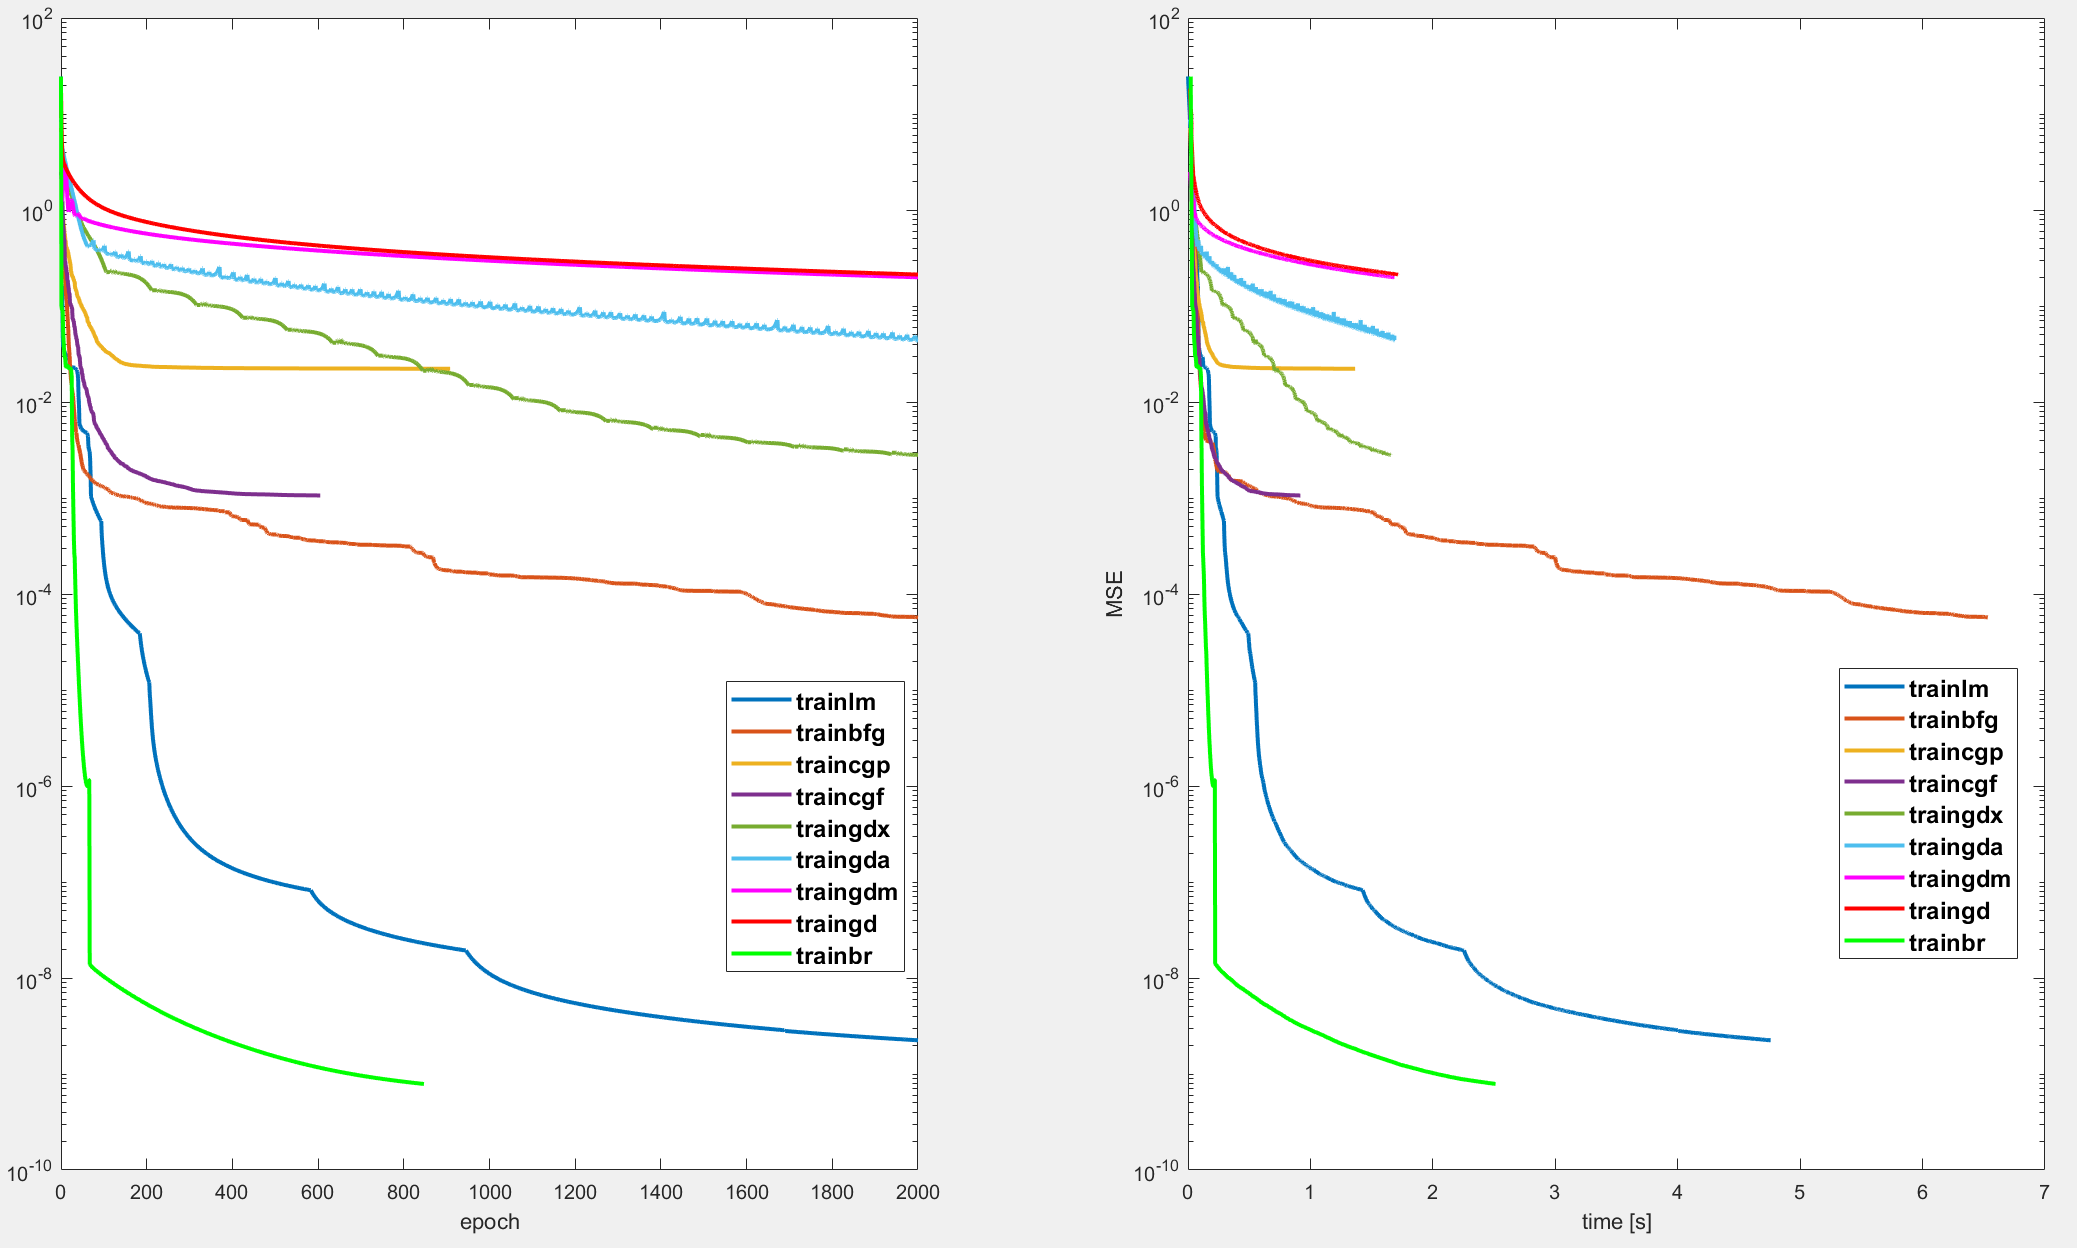 10^2
10^0
10^-2
10^-4
10^-6
10^-8
10^-10
0 200 400 600 800 1000 1200 1400 1600 1800 2000
epoch
trainlm
trainbfg
traincgp
traincgf
traingdx
traingda
traingdm
traingd
trainbr
MSE
10^2
10^0
10^-2
10^-4
10^-6
10^-8
10^-10
0 1 2 3 4 5 6 7
time [s]
trainlm
trainbfg
traincgp
traincgf
traingdx
traingda
traingdm
traingd
trainbr